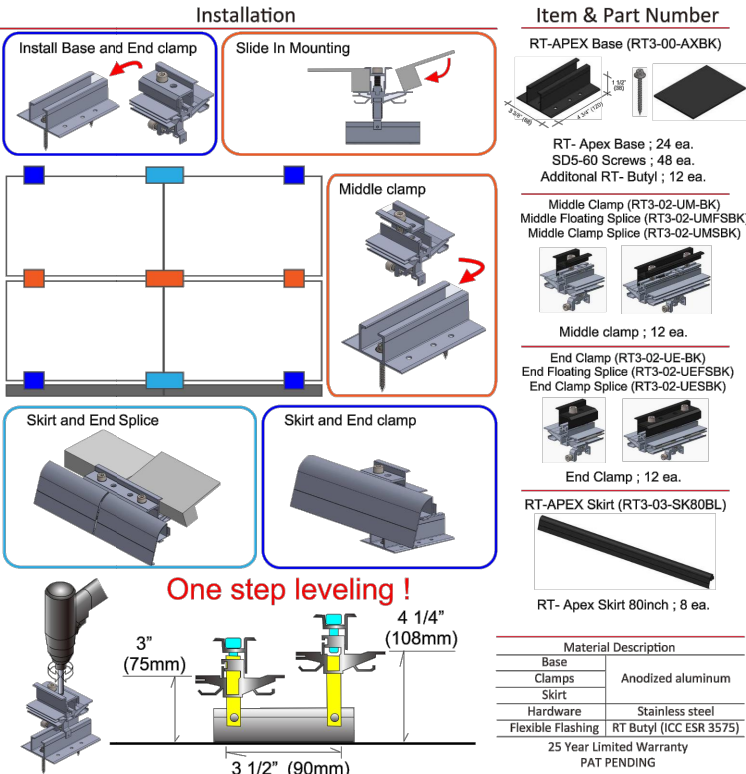 Installation
Install Base and End clamp
Slide In Mounting
Middle clamp
Skirt and End Splice
Skirt and End clamp
One step leveling !
3”
(75mm)
4 1/4”
(108mm)
3 1/2” (90mm)
Item & Part Number
RT-APEX Base (RT3-00-AXBK)
1 1/2"
(38)
3 3/8" (88)
4 3/4" (120)
RT- Apex Base ; 24 ea.
SD5-60 Screws ; 48 ea.
Additonal RT- Butyl ; 12 ea.
Middle Clamp (RT3-02-UM-BK)
Middle Floating Splice (RT3-02-UMFSBK)
Middle Clamp Splice (RT3-02-UMSBK)
Middle clamp ; 12 ea.
End Clamp (RT3-02-UE-BK)
End Floating Splice (RT3-02-UEFSBK)
End Clamp Splice (RT3-02-UESBK)
End Clamp ; 12 ea.
RT-APEX Skirt (RT3-03-SK80BL)
RT- Apex Skirt 80inch ; 8 ea.
Material Description
Base
Clamps
Skirt
Anodized aluminum
Hardware Stainless steel
Flexible Flashing RT Butyl (ICC ESR 3575)
25 Year Limited Warranty
PAT PENDING